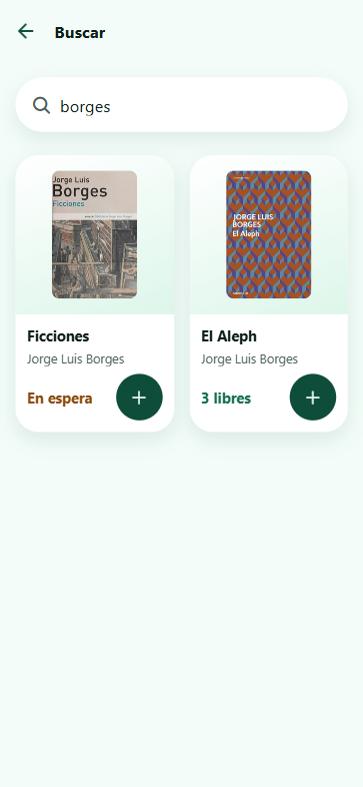 Buscar
borges
Jorge Luis
Borges
Ficciones
JORGE LUIS
BORGES
El Aleph
Ficciones
Jorge Luis Borges
En espera
El Aleph
Jorge Luis Borges
3 libres